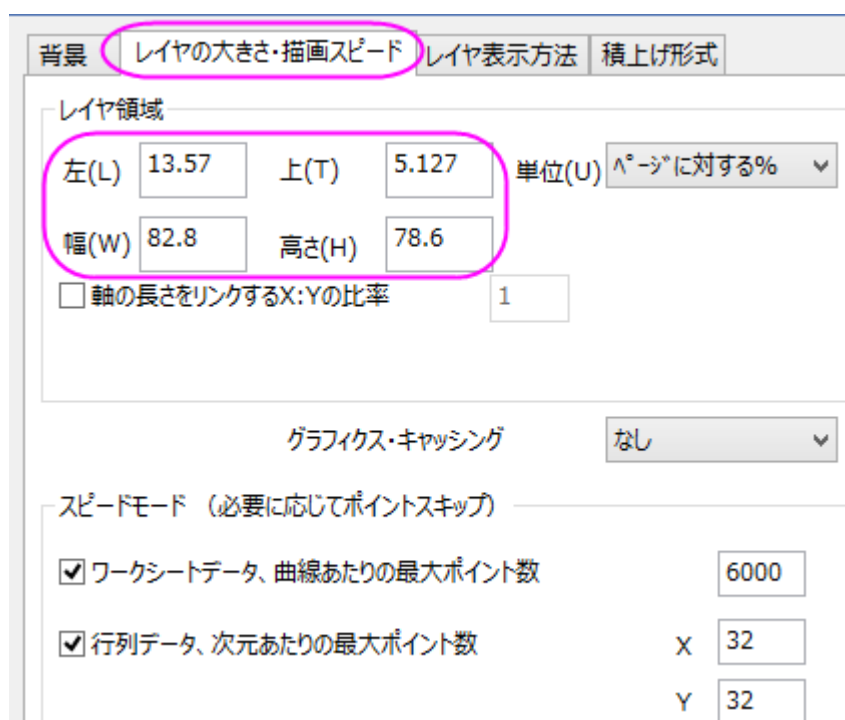 背景 レイヤの大きさ・描画スピード レイヤ表示方法 積上げ形式
レイヤ領域
左(L) 13.57 上(T) 5.127 単位(U) ﾍﾟｰｼﾞに対する%
幅(W) 82.8 高さ(H) 78.6
軸の長さをリンクするX:Yの比率 1
グラフィクス・キャッシング なし
スピードモード （必要に応じてポイントスキップ）
ワークシートデータ、曲線あたりの最大ポイント数 6000
行列データ、次元あたりの最大ポイント数 X 32
Y 32